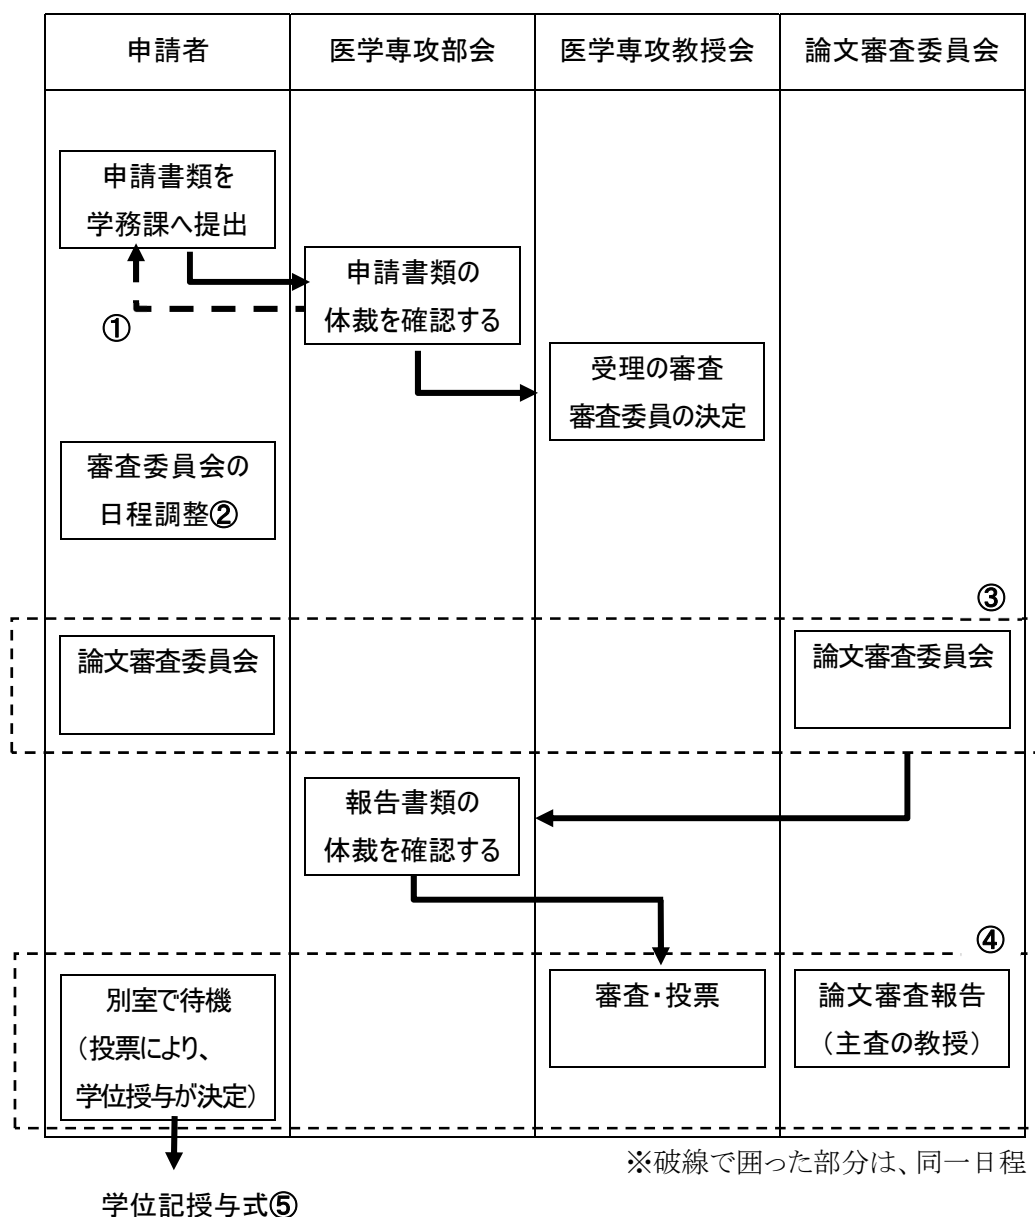 申請者
医学専攻部会
医学専攻教授会
論文審査委員会
申請書類を
学務課へ提出
申請書類の
体裁を確認する
①
受理の審査
審査委員の決定
審査委員会の
日程調整②
③
論文審査委員会
論文審査委員会
報告書類の
体裁を確認する
④
別室で待機
（投票により、
学位授与が決定）
審査・投票
論文審査報告
（主査の教授）
※破線で囲った部分は、同一日程
学位記授与式⑤